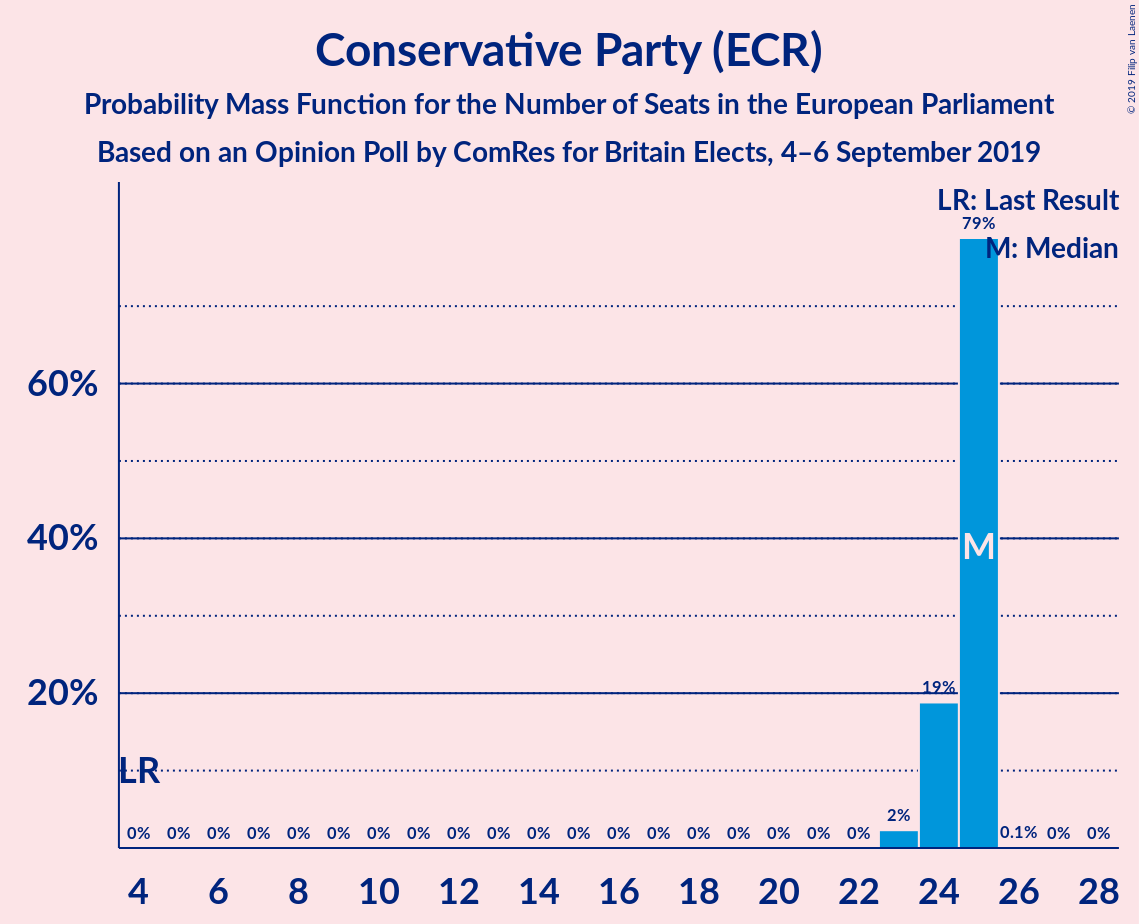 Conservative Party (ECR)
Probability Mass Function for the Number of Seats in the European Parliament
Based on an Opinion Poll by ComRes for Britain Elects, 4–6 September 2019
© 2019 Filip van Laenen
LR: Last Result
79%
M: Median
60%
40%
M
20%
19%
LR
2%
0% 0% 0% 0% 0% 0% 0% 0% 0% 0% 0% 0% 0% 0% 0% 0% 0% 0% 0% 0.1% 0% 0%
4 6 8 10 12 14 16 18 20 22 24 26 28